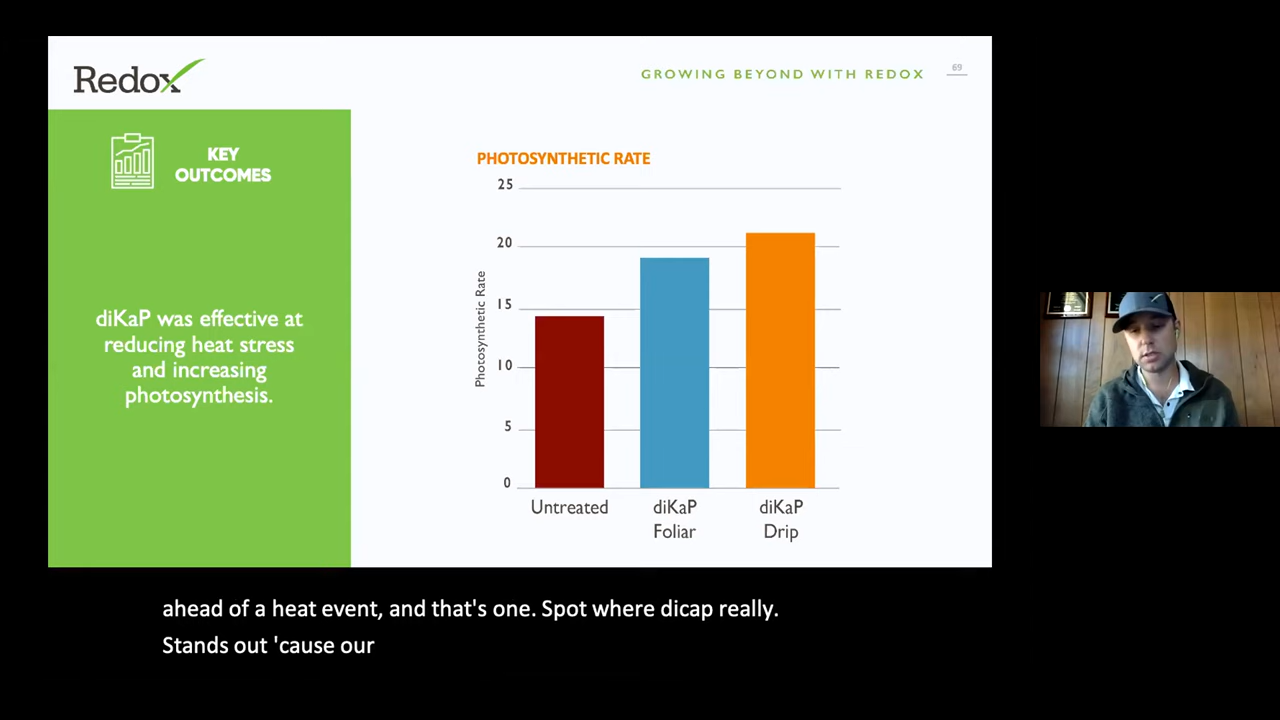 Redox
GROWING BEYOND WITH REDOX
69
KEY
OUTCOMES
diKaP was effective at
reducing heat stress
and increasing
photosynthesis.
PHOTOSYNTHETIC RATE
Photosynthetic Rate
25
20
15
10
5
0
Untreated
diKaP
Foliar
diKaP
Drip
ahead of a heat event, and that's one. Spot where dicap really.
Stands out 'cause our